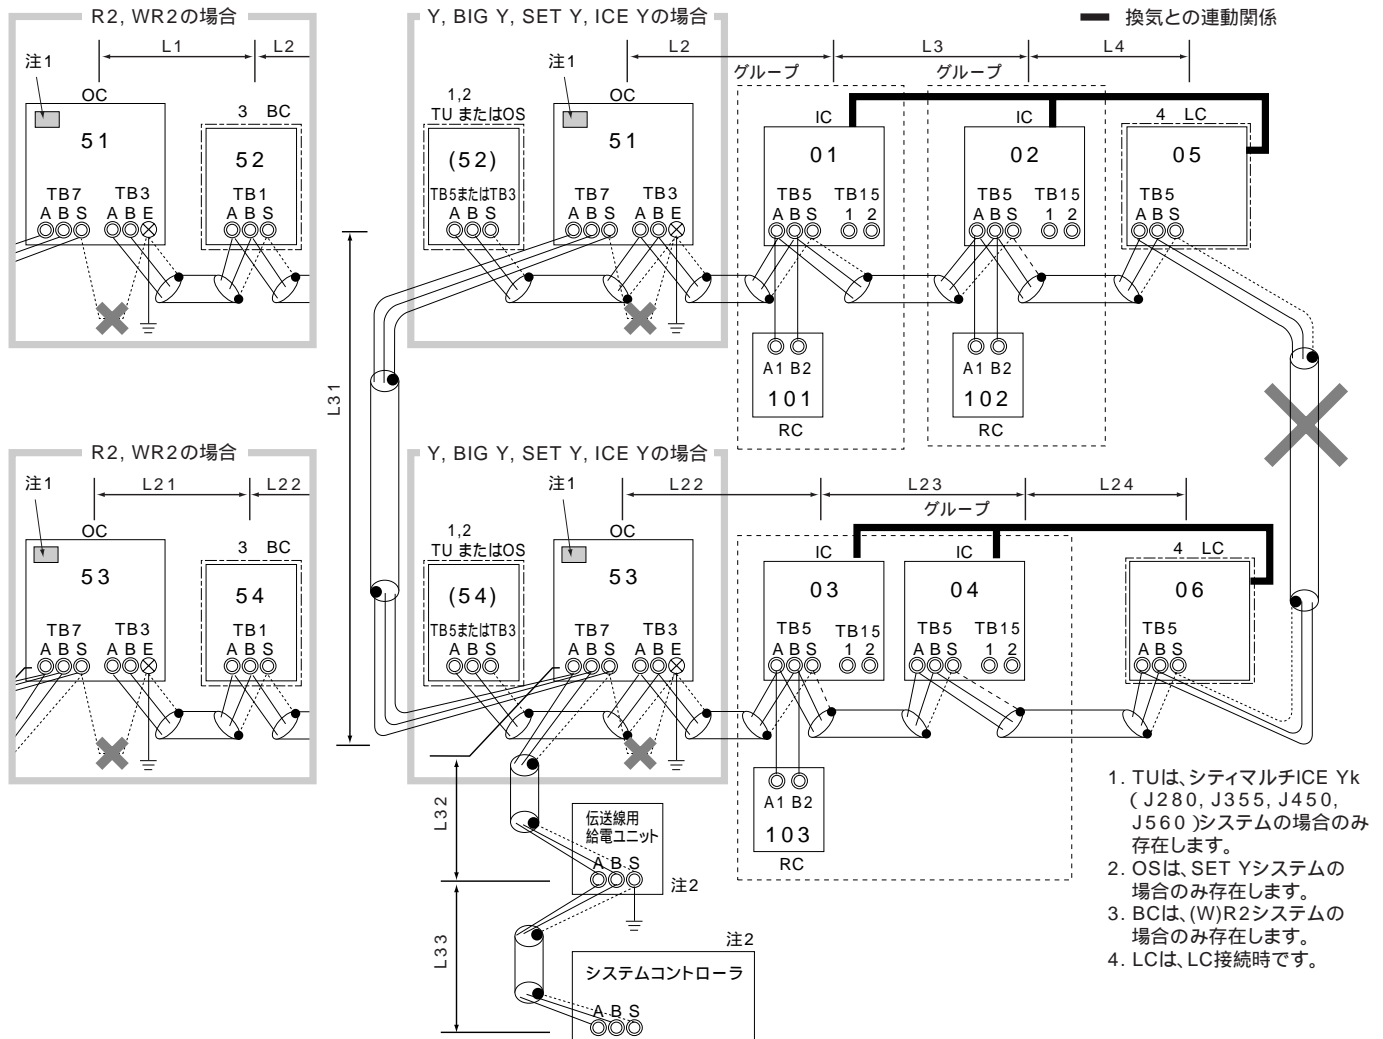 R2, WR2の場合
L1
L2
注1
OC
51
TB7
TB3
A B S
A B E
3 BC
52
TB1
A B S
Y, BIG Y, SET Y, ICE Yの場合
換気との連動関係
L2
L3
L4
注1
1,2
TU またはOS
(52)
TB5またはTB3
A B S
OC
51
TB7
TB3
A B S
A B E
グループ
IC
01
TB5
TB15
A B S
1 2
A1 B2
101
RC
グループ
IC
02
TB5
TB15
A B S
1 2
A1 B2
102
RC
4 LC
05
TB5
A B S
L31
R2, WR2の場合
L21
L22
注1
OC
53
TB7
TB3
A B S
A B E
3 BC
54
TB1
A B S
Y, BIG Y, SET Y, ICE Yの場合
L22
L23
L24
注1
1,2
TU またはOS
(54)
TB5またはTB3
A B S
OC
53
TB7
TB3
A B S
A B E
グループ
IC
03
TB5
TB15
A B S
1 2
A1 B2
103
RC
IC
04
TB5
TB15
A B S
1 2
4 LC
06
TB5
A B S
L32
伝送線用
給電ユニット
A B S
注2
L33
注2
システムコントローラ
A B S
1. TUは、シティマルチICE Yk
(J280, J355, J450,
J560)システムの場合のみ
存在します。
2. OSは、SET Yシステムの
場合のみ存在します。
3. BCは、(W)R2システムの
場合のみ存在します。
4. LCは、LC接続時です。